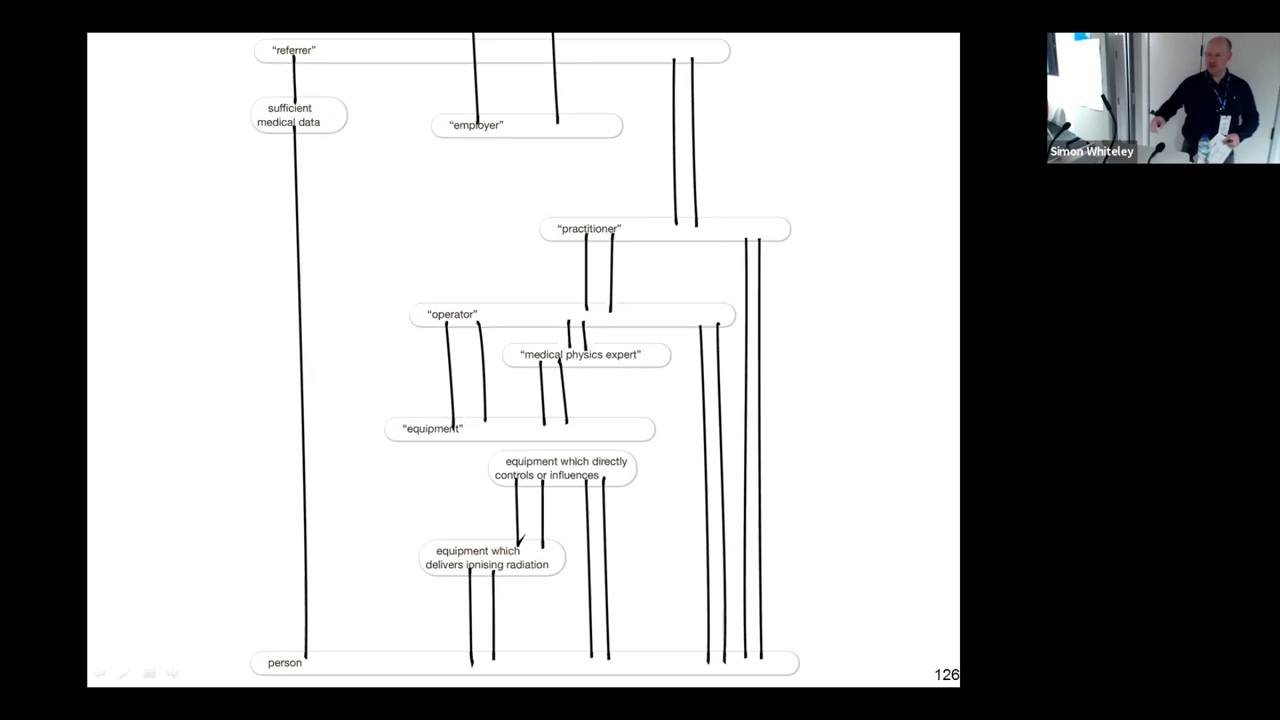 “referrer”
sufficient
medical data
“employer”
“practitioner”
“operator”
“medical physics expert”
“equipment”
equipment which directly
controls or influences
equipment which
delivers ionising radiation
person
126
Simon Whiteley